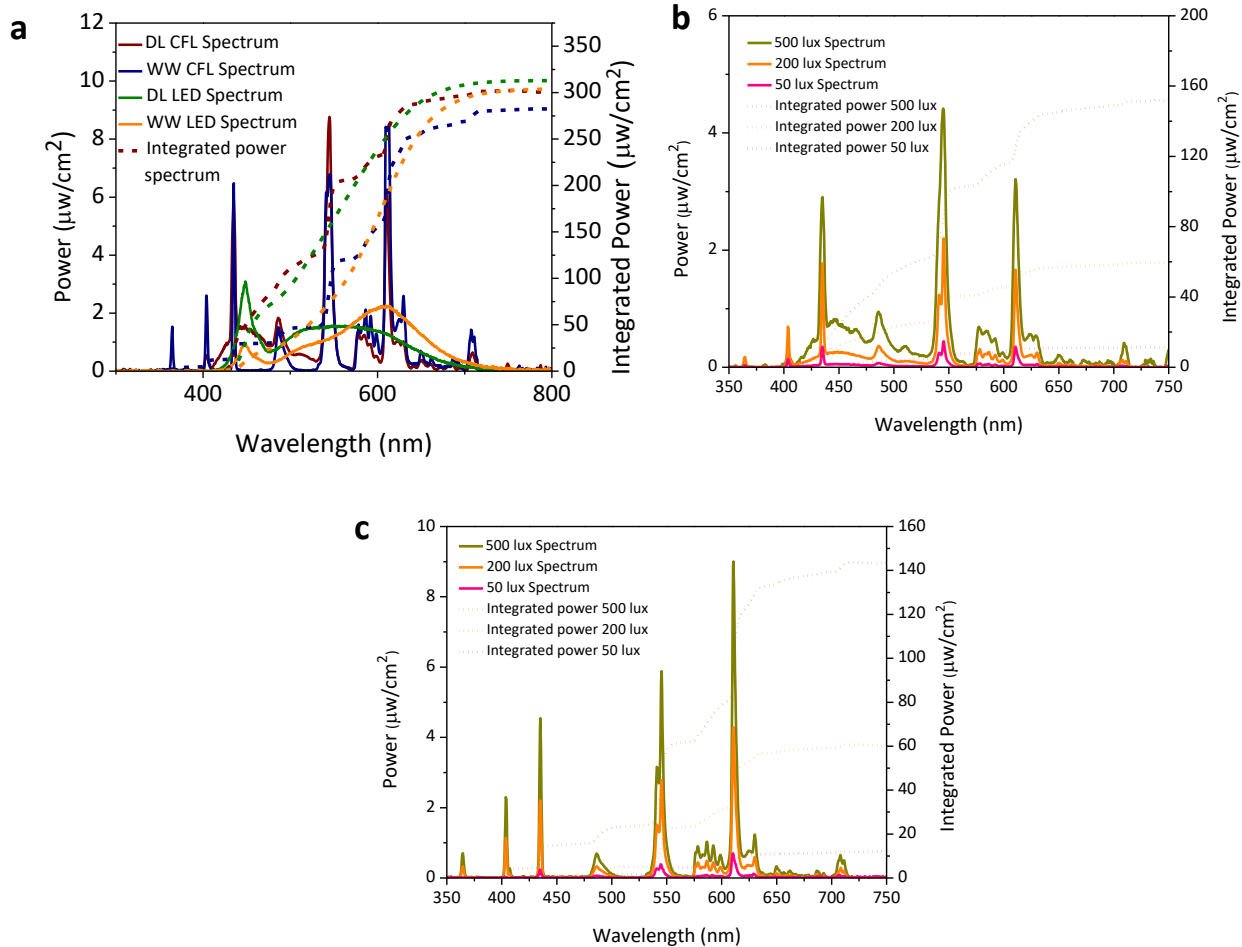 a
DL CFL Spectrum
WW CFL Spectrum
DL LED Spectrum
WW LED Spectrum
Integrated power
spectrum
12
10
8
6
4
2
0
Power (μw/cm²)
400
600
800
Wavelength (nm)
350
300
250
200
150
100
50
0
Integrated Power (μw/cm²)
b
500 lux Spectrum
200 lux Spectrum
50 lux Spectrum
Integrated power 500 lux
Integrated power 200 lux
Integrated power 50 lux
6
4
2
0
Power (μw/cm²)
350 400 450 500 550 600 650 700 750
Wavelength (nm)
200
160
120
80
40
0
Integrated Power (μw/cm²)
c
500 lux Spectrum
200 lux Spectrum
50 lux Spectrum
Integrated power 500 lux
Integrated power 200 lux
Integrated power 50 lux
10
8
6
4
2
0
Power (μw/cm²)
350 400 450 500 550 600 650 700 750
Wavelength (nm)
160
140
120
100
80
60
40
20
0
Integrated Power (μw/cm²)